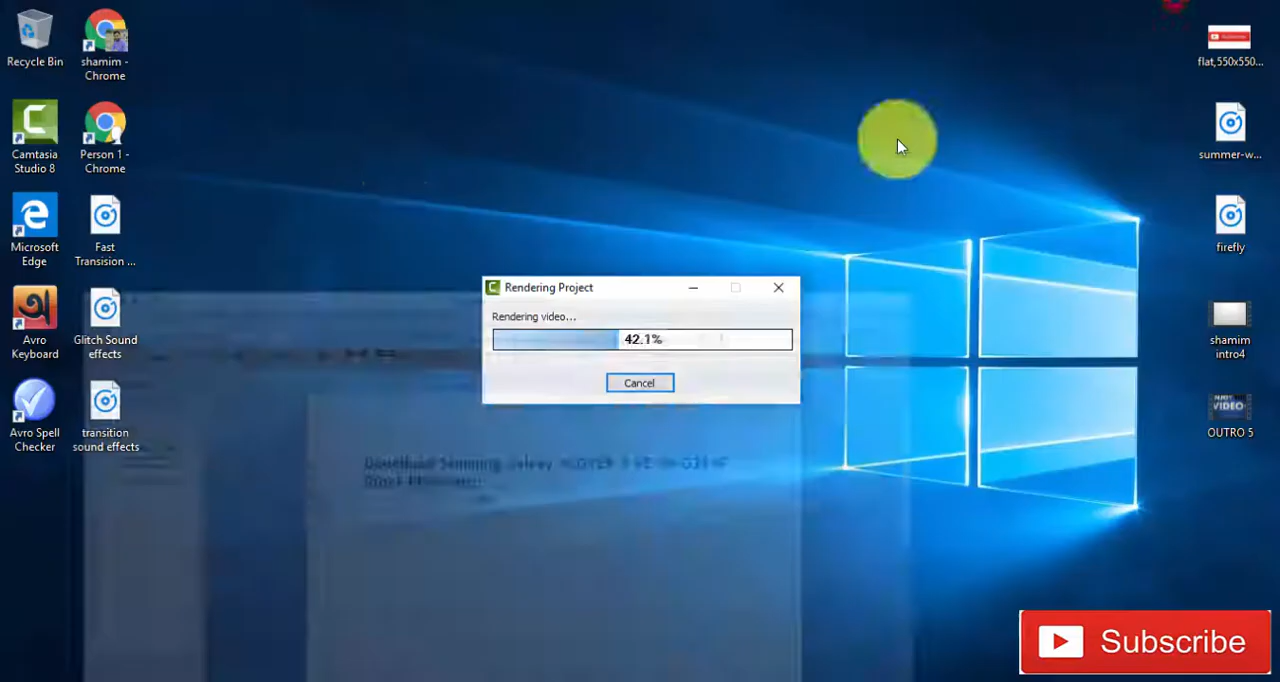 Recycle Bin
shamim -
Chrome
Camtasia
Studio 8
Person 1 -
Chrome
Microsoft
Edge
Fast
Transision ...
অ
Avro
Keyboard
Glitch Sound
effects
Avro Spell
Checker
transition
sound effects
Rendering Project
Rendering video...
42.1%
Cancel
Subscribe
flat,550x550...
summer-w...
firefly
shamim
intro4
VIDEO
OUTRO 5
Subscribe